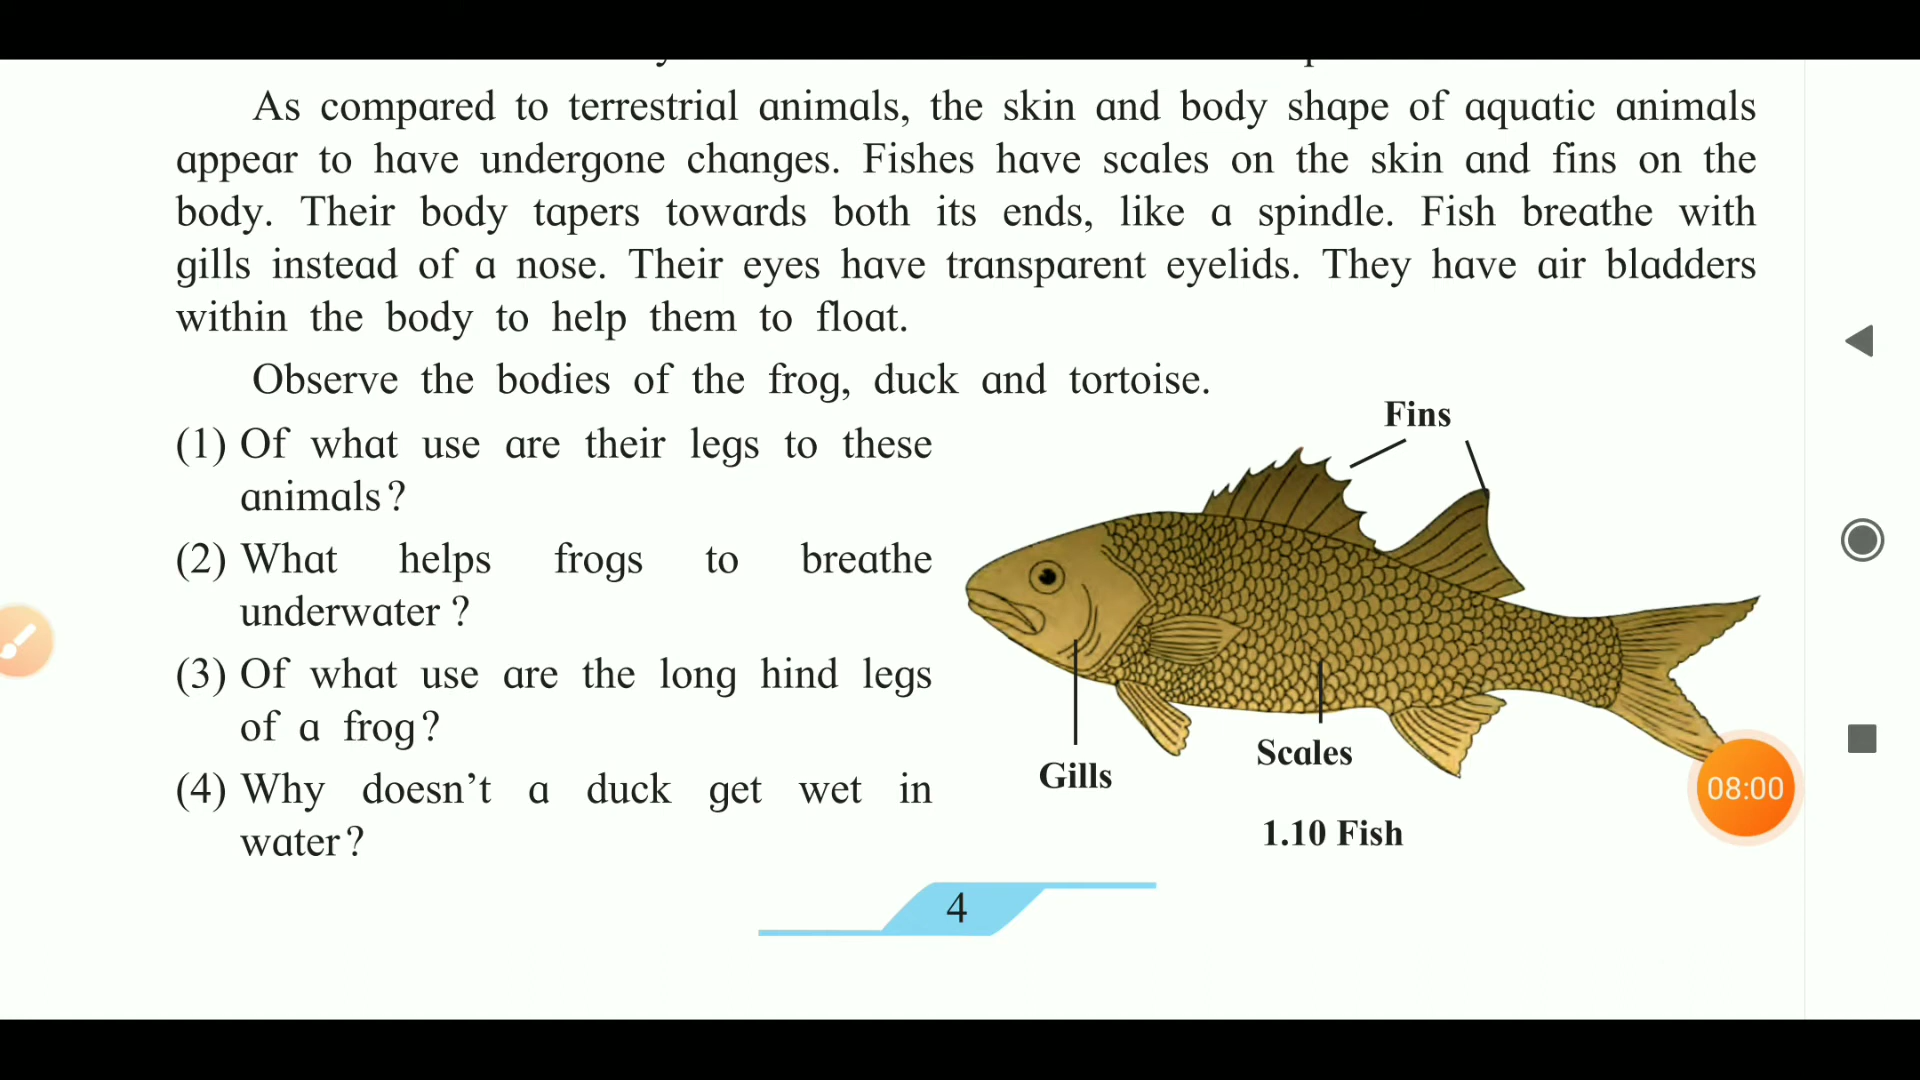 As compared to terrestrial animals, the skin and body shape of aquatic animals
appear to have undergone changes. Fishes have scales on the skin and fins on the
body. Their body tapers towards both its ends, like a spindle. Fish breathe with
gills instead of a nose. Their eyes have transparent eyelids. They have air bladders
within the body to help them to float.
Observe the bodies of the frog, duck and tortoise.
(1) Of what use are their legs to these
animals?
(2) What helps frogs to breathe
underwater ?
(3) Of what use are the long hind legs
of a frog?
(4) Why doesn’t a duck get wet in
water?
Fins
Gills
Scales
08:00
1.10 Fish
4